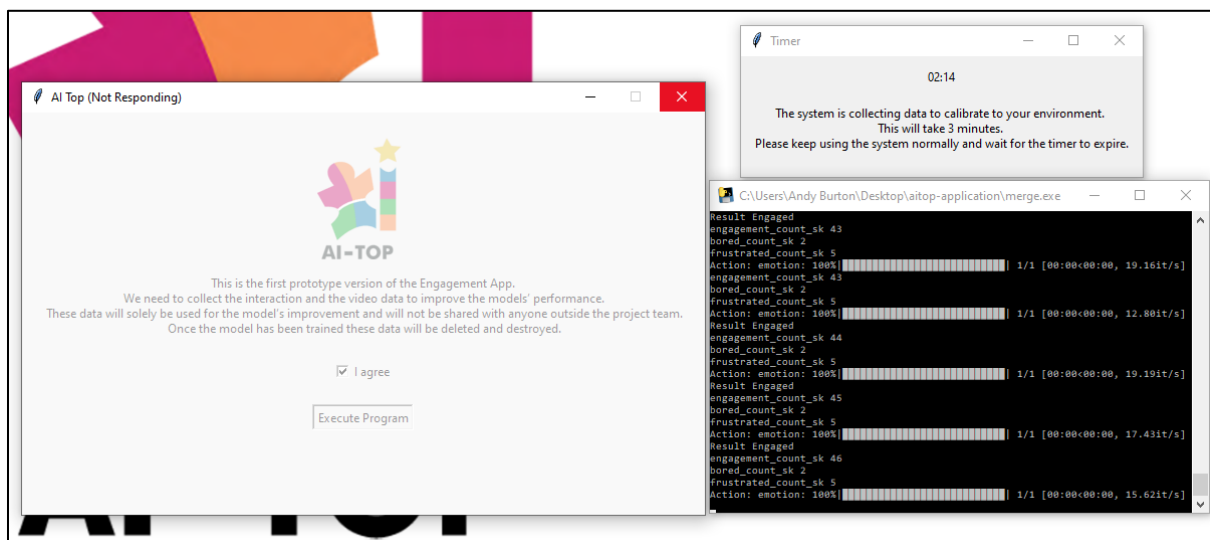 AI Top (Not Responding)
AI-TOP
This is the first prototype version of the Engagement App.
We need to collect the interaction and the video data to improve the models' performance.
These data will solely be used for the model's improvement and will not be shared with anyone outside the project team.
Once the model has been trained these data will be deleted and destroyed.
I agree
Execute Program
Timer
02:14
The system is collecting data to calibrate to your environment.
This will take 3 minutes.
Please keep using the system normally and wait for the timer to expire.
C:\Users\Andy Burton\Desktop\aitop-application\merge.exe
Result Engaged
engagement_count_sk 43
bored_count_sk 2
frustrated_count_sk 5
Action: emotion: 100%| | 1/1 [00:00<00:00, 19.16it/s]
engagement_count_sk 43
bored_count_sk 2
frustrated_count_sk 5
Action: emotion: 100%| | 1/1 [00:00<00:00, 12.80it/s]
Result Engaged
engagement_count_sk 44
bored_count_sk 2
frustrated_count_sk 5
Action: emotion: 100%| | 1/1 [00:00<00:00, 19.19it/s]
Result Engaged
engagement_count_sk 45
bored_count_sk 2
frustrated_count_sk 5
Action: emotion: 100%| | 1/1 [00:00<00:00, 17.43it/s]
Result Engaged
engagement_count_sk 46
bored_count_sk 2
frustrated_count_sk 5
Action: emotion: 100%| | 1/1 [00:00<00:00, 15.62it/s]